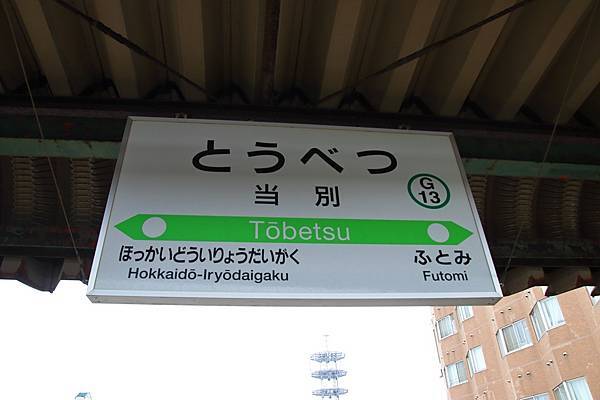 とうべつ
当別
G
13
Tōbetsu
ほっかいどういりょうだいがく
Hokkaidō-Iryōdaigaku
ふとみ
Futomi